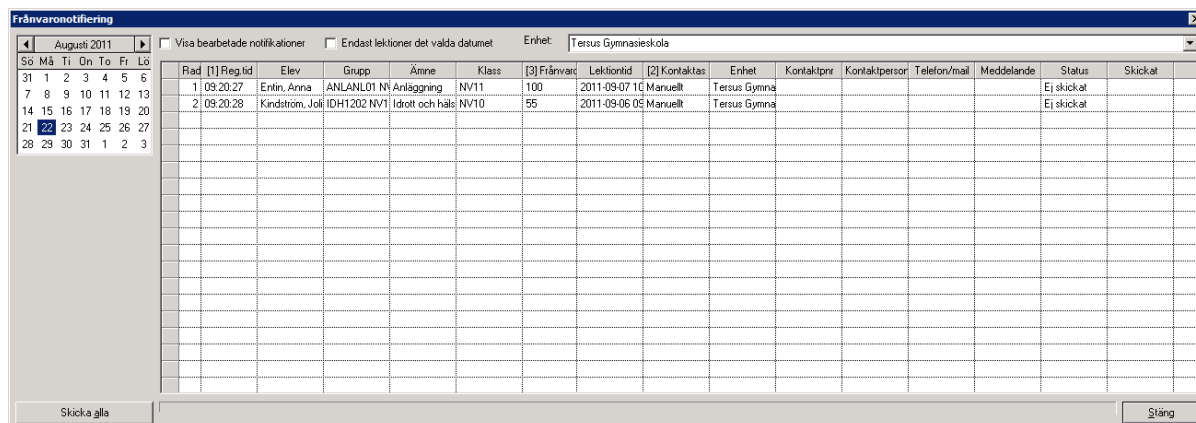 Frånvaronotifiering
Augusti 2011
Visa bearbetade notifikationer Endast lektioner det valda datumet Enhet: Tersus Gymnasieskola
Sö Må Ti On To Fr Lö
31 1 2 3 4 5 6
7 8 9 10 11 12 13
14 15 16 17 18 19 20
21 22 23 24 25 26 27
28 29 30 31 1 2 3
Rad [1] Reg.tid Elev Grupp Ämne Klass [3] Frånvaro Lektiontid [2] Kontaktas Enhet Kontaktpnr Kontaktperson Telefon/mail Meddelande Status Skickat
1 09:20:27 Entin, Anna ANLANL01 NV Anläggning NV11 100 2011-09-07 10 Manuellt Tersus Gymna Ej skickat
2 09:20:28 Kindström, Joli IDH1202 NV1 Idrott och häls NV10 55 2011-09-06 09 Manuellt Tersus Gymna Ej skickat
Skicka alla
Stäng